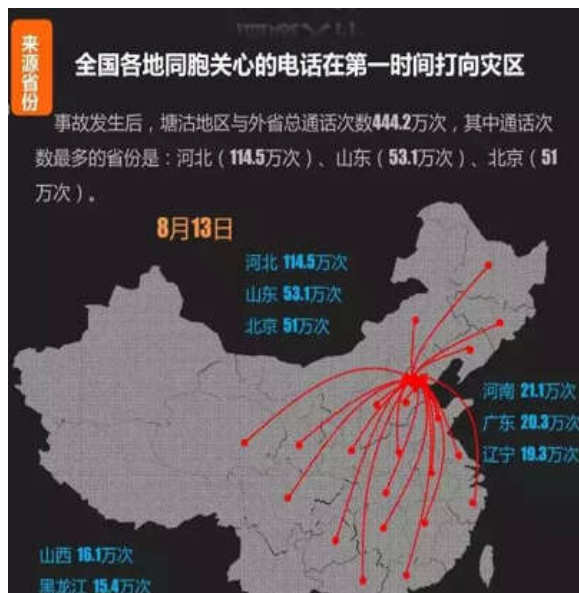 来源省份
全国各地同胞关心的电话在第一时间打向灾区
事故发生后，塘沽地区与外省总通话次数444.2万次，其中通话次
数最多的省份是：河北（114.5万次）、山东（53.1万次）、北京（51
万次）。
8月13日
河北 114.5万次
山东 53.1万次
北京 51万次
河南 21.1万次
广东 20.3万次
辽宁 19.3万次
山西 16.1万次
黑龙江 15.4万次